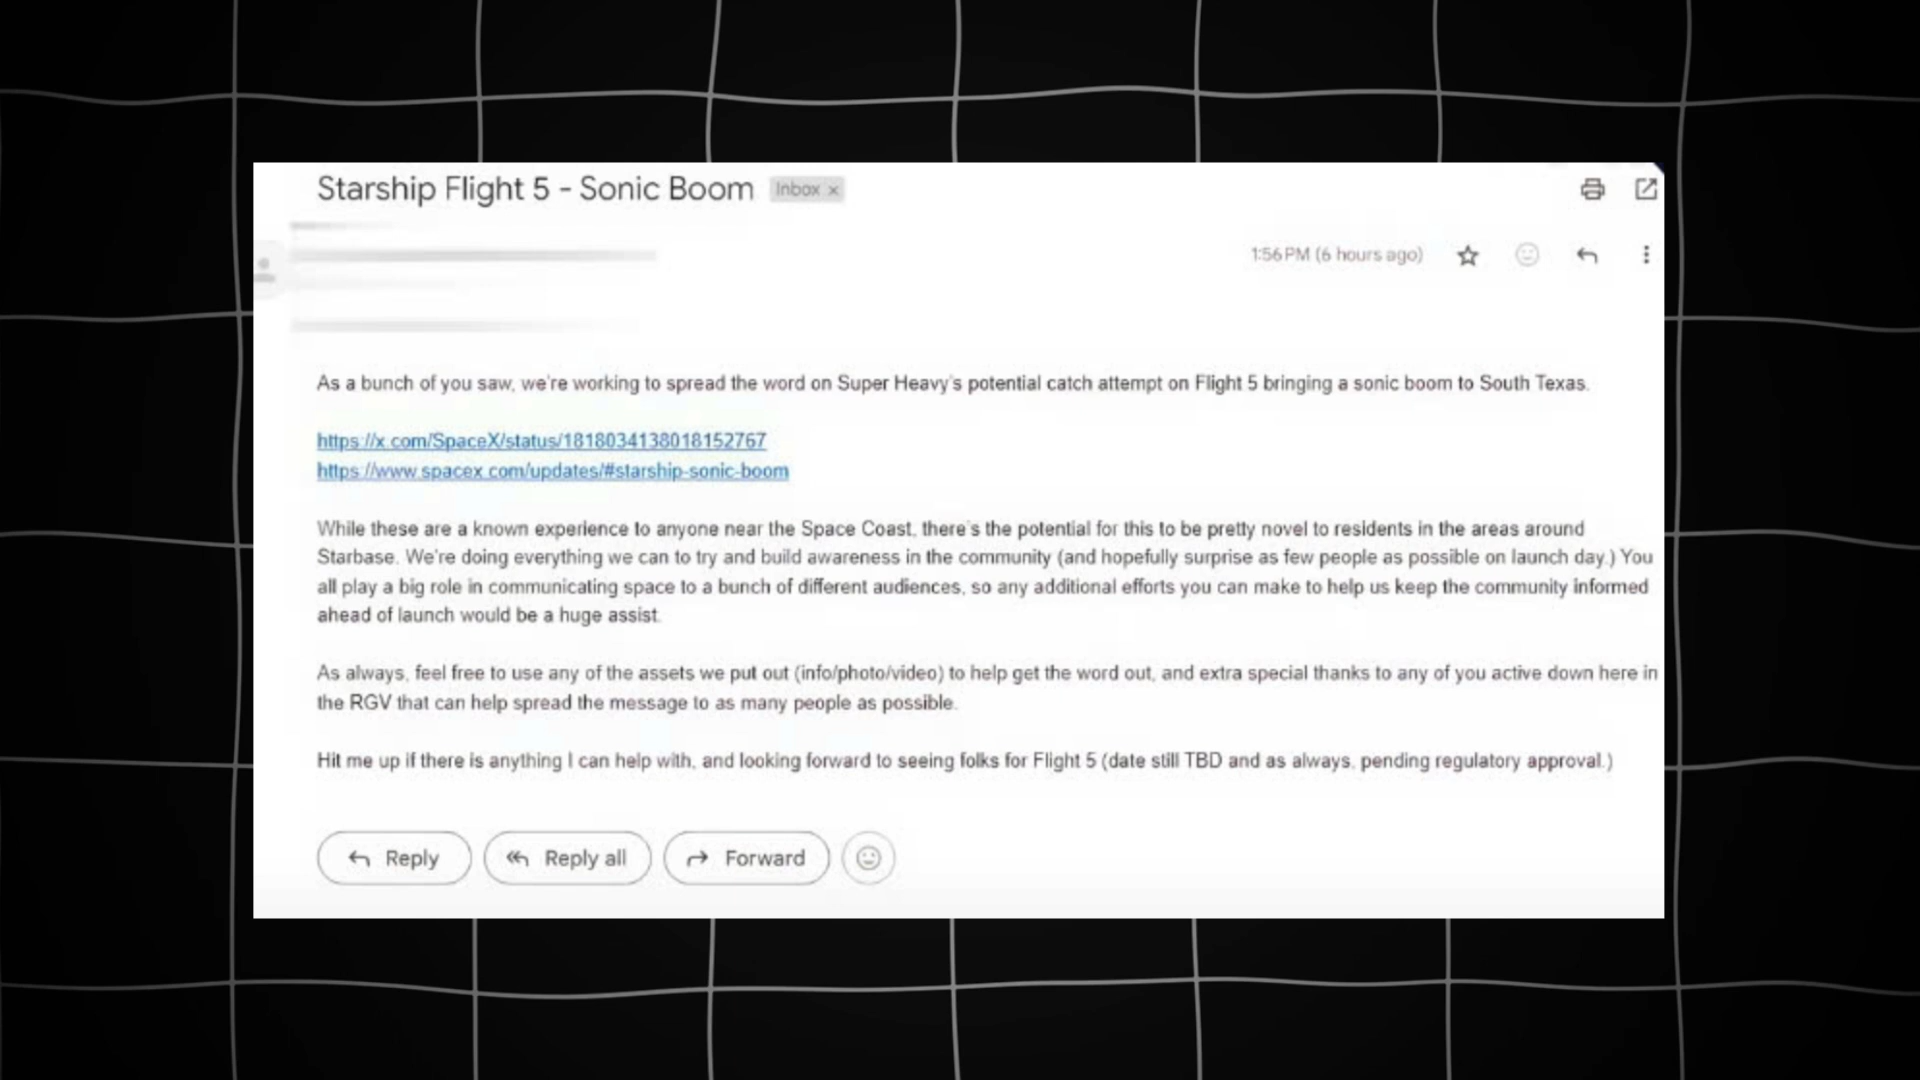 Starship Flight 5 - Sonic Boom Inbox ×
1:56 PM (6 hours ago)
As a bunch of you saw, we're working to spread the word on Super Heavy's potential catch attempt on Flight 5 bringing a sonic boom to South Texas.
https://x.com/SpaceX/status/1818034138018152767
https://www.spacex.com/updates/#starship-sonic-boom
While these are a known experience to anyone near the Space Coast, there's the potential for this to be pretty novel to residents in the areas around
Starbase. We're doing everything we can to try and build awareness in the community (and hopefully surprise as few people as possible on launch day.) You
all play a big role in communicating space to a bunch of different audiences, so any additional efforts you can make to help us keep the community informed
ahead of launch would be a huge assist.
As always, feel free to use any of the assets we put out (info/photo/video) to help get the word out, and extra special thanks to any of you active down here in
the RGV that can help spread the message to as many people as possible.
Hit me up if there is anything I can help with, and looking forward to seeing folks for Flight 5 (date still TBD and as always, pending regulatory approval.)
Reply Reply all Forward